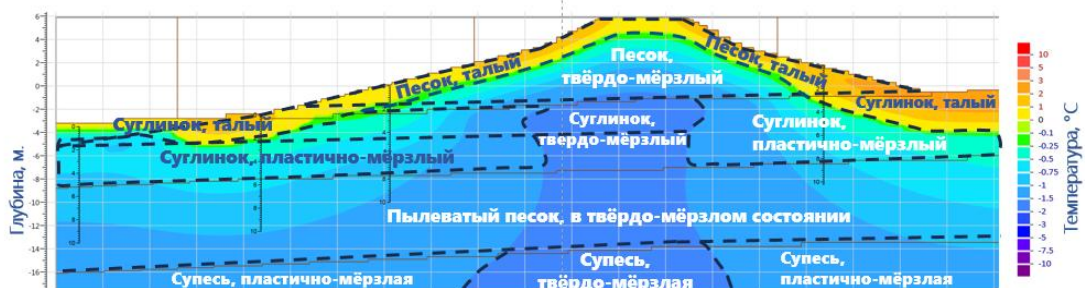 Глубина, м.
6
4
2
0
-2
-4
-6
-8
-10
-12
-14
-16
Песок, талый
Песок,
твёрдо-мёрзлый
Песок, талый
Суглинок, талый
Суглинок, талый
Суглинок,
твердо-мёрзлый
Суглинок,
пластично-мёрзлый
Суглинок, пластично-мёрзлый
Пылеватый песок, в твёрдо-мёрзлом состоянии
Супесь, пластично-мёрзлая
Супесь,
твёрдо-мёрзлая
Супесь,
пластично-мёрзлая
10
5
3
2
1
0
-0.1
-0.25
-0.5
-0.75
-1
-1.5
-2
-3
-5
-7.5
-10
Температура, °С